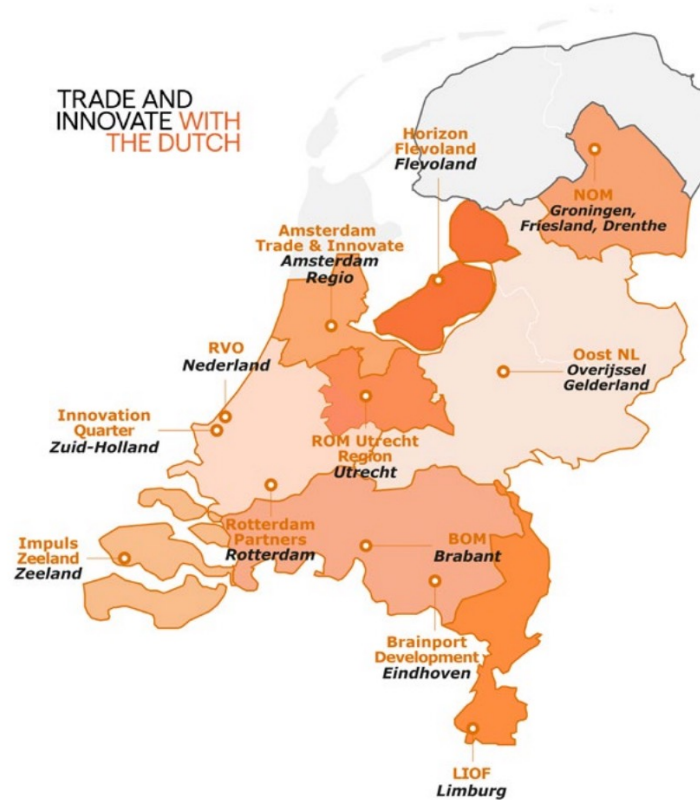 TRADE AND
INNOVATE WITH
THE DUTCH
Horizon
Flevoland
Flevoland
NOM
Groningen,
Friesland, Drenthe
Amsterdam
Trade & Innovate
Amsterdam
Regio
RVO
Nederland
Oost NL
Overijssel
Gelderland
Innovation
Quarter
Zuid-Holland
ROM Utrecht
Region
Utrecht
Rotterdam
Partners
Rotterdam
BOM
Brabant
Impuls
Zeeland
Zeeland
Brainport
Development
Eindhoven
LIOF
Limburg